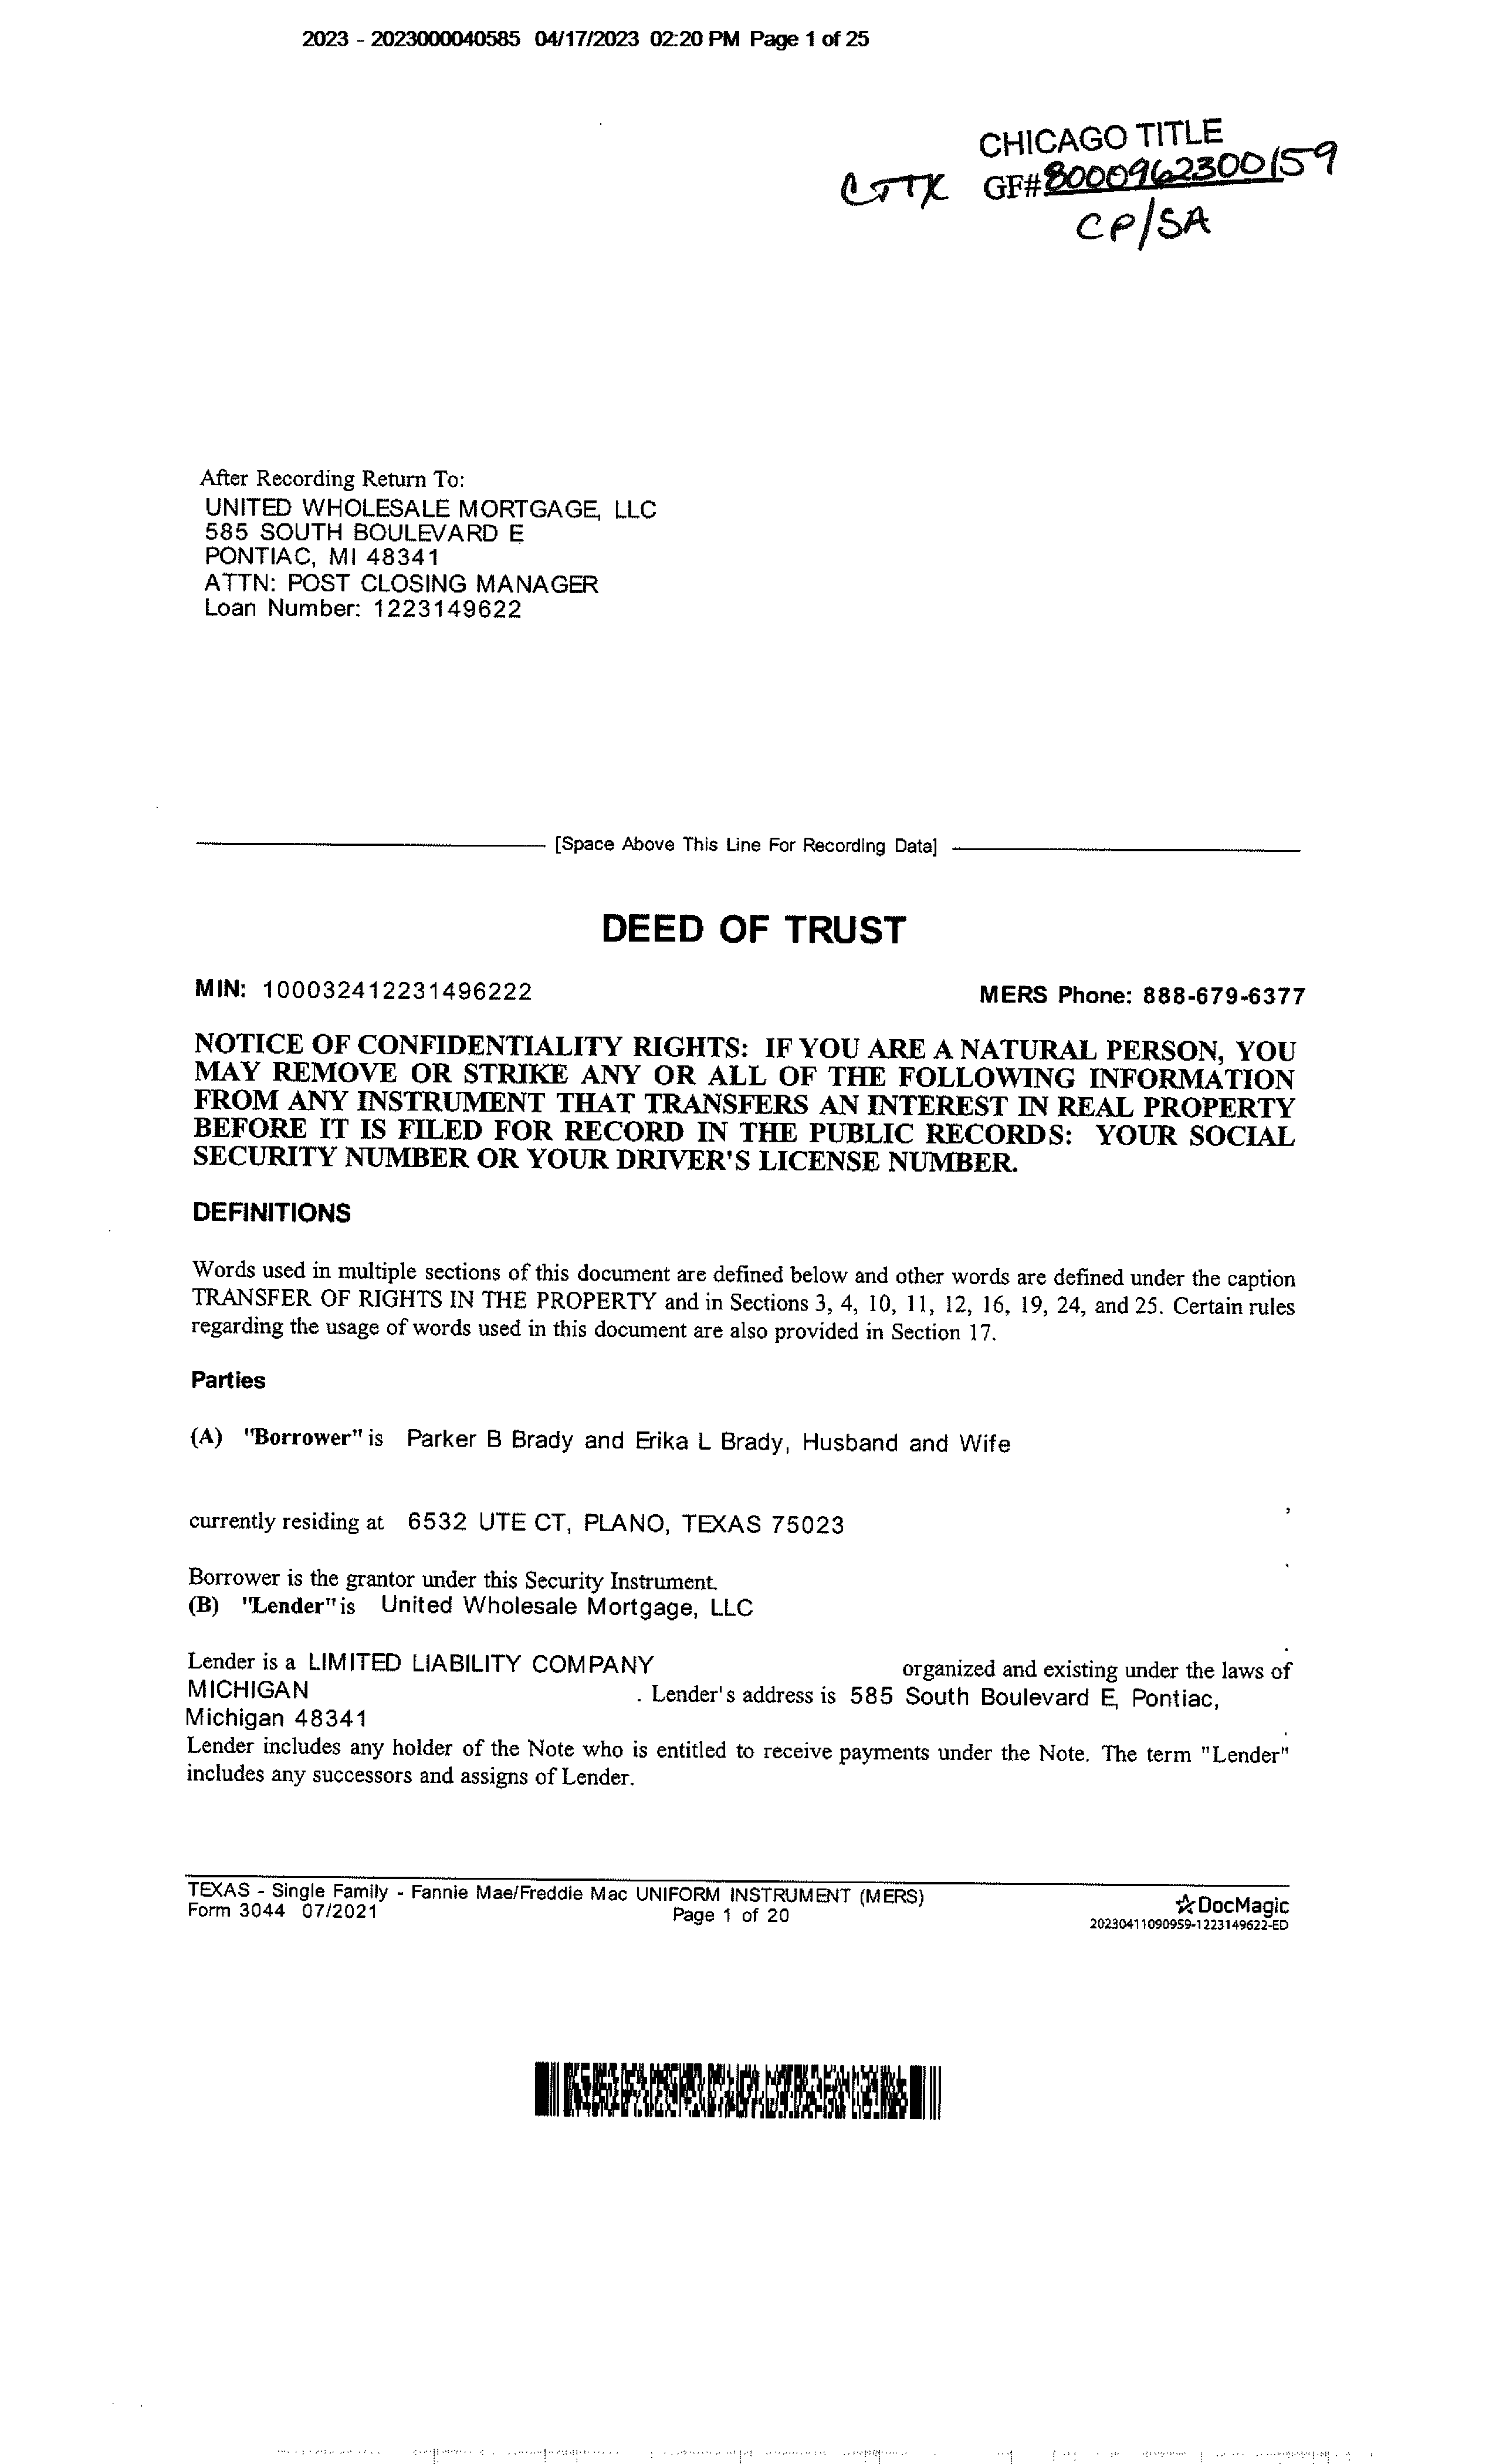 2023 - 2023000040585 04/17/2023 02:20 PM Page 1 of 25
CHICAGO TITLE
CTTX GF#8000962300159
CP/SA
After Recording Return To:
UNITED WHOLESALE MORTGAGE, LLC
585 SOUTH BOULEVARD E
PONTIAC, MI 48341
ATTN: POST CLOSING MANAGER
Loan Number: 1223149622
[Space Above This Line For Recording Data]
DEED OF TRUST
MIN: 100032412231496222 MERS Phone: 888-679-6377
NOTICE OF CONFIDENTIALITY RIGHTS: IF YOU ARE A NATURAL PERSON, YOU
MAY REMOVE OR STRIKE ANY OR ALL OF THE FOLLOWING INFORMATION
FROM ANY INSTRUMENT THAT TRANSFERS AN INTEREST IN REAL PROPERTY
BEFORE IT IS FILED FOR RECORD IN THE PUBLIC RECORDS: YOUR SOCIAL
SECURITY NUMBER OR YOUR DRIVER'S LICENSE NUMBER.
DEFINITIONS
Words used in multiple sections of this document are defined below and other words are defined under the caption
TRANSFER OF RIGHTS IN THE PROPERTY and in Sections 3, 4, 10, 11, 12, 16, 19, 24, and 25. Certain rules
regarding the usage of words used in this document are also provided in Section 17.
Parties
(A) "Borrower" is Parker B Brady and Erika L Brady, Husband and Wife
currently residing at 6532 UTE CT, PLANO, TEXAS 75023 ,
Borrower is the grantor under this Security Instrument.
(B) "Lender" is United Wholesale Mortgage, LLC
Lender is a LIMITED LIABILITY COMPANY organized and existing under the laws of
MICHIGAN . Lender's address is 585 South Boulevard E, Pontiac,
Michigan 48341 .
Lender includes any holder of the Note who is entitled to receive payments under the Note. The term "Lender"
includes any successors and assigns of Lender.
TEXAS - Single Family - Fannie Mae/Freddie Mac UNIFORM INSTRUMENT (MERS)
Form 3044 07/2021 Page 1 of 20 DocMagic
20230411090959-1223149622-ED